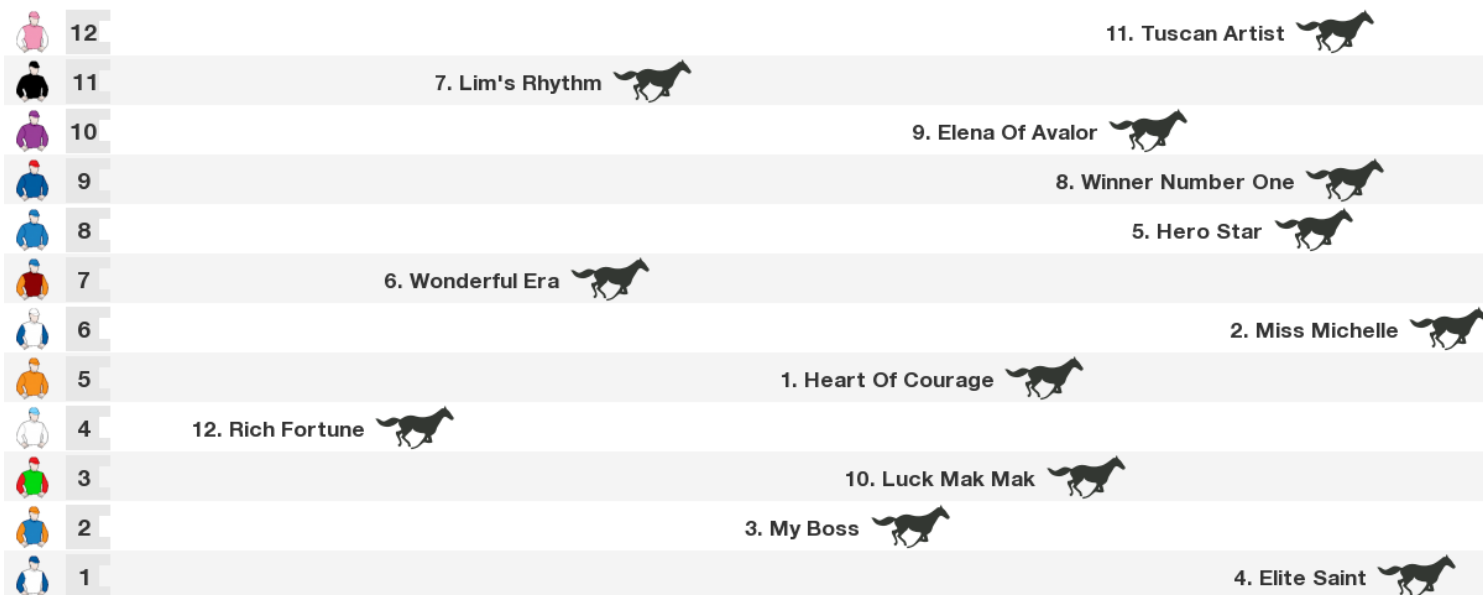 12 11. Tuscan Artist
11 7. Lim's Rhythm
10 9. Elena Of Avalor
9 8. Winner Number One
8 5. Hero Star
7 6. Wonderful Era
6 2. Miss Michelle
5 1. Heart Of Courage
4 12. Rich Fortune
3 10. Luck Mak Mak
2 3. My Boss
1 4. Elite Saint